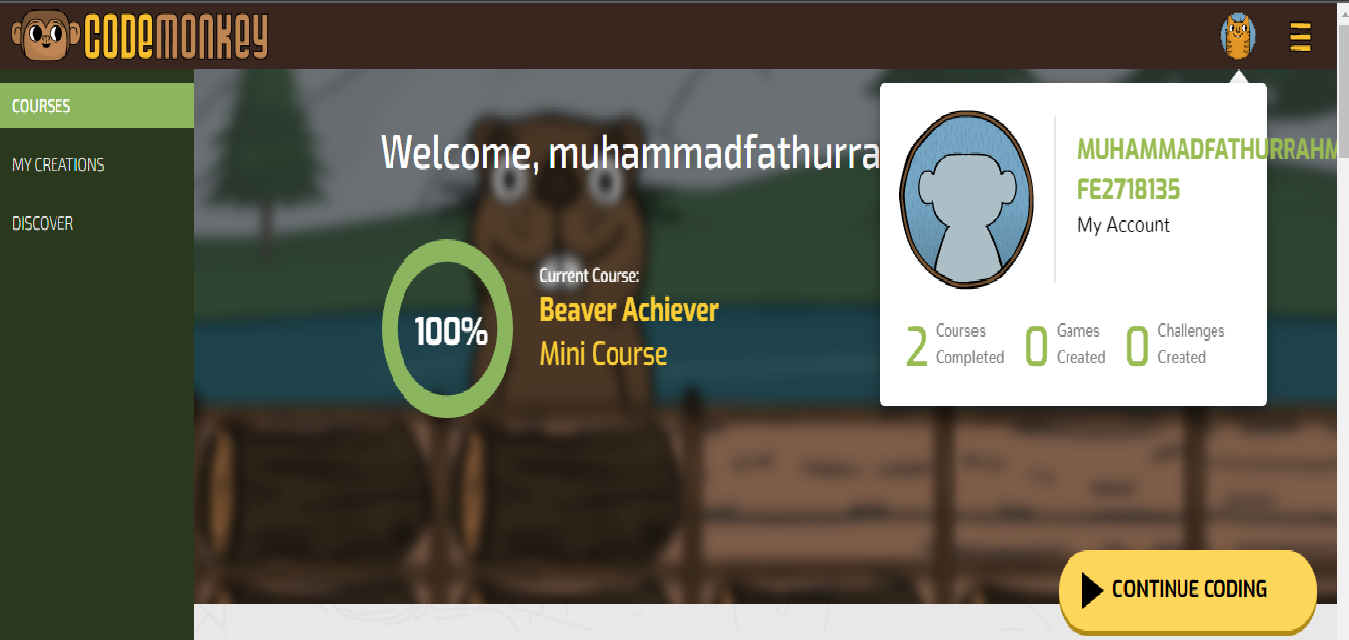 CODEMONKEY
COURSES
MY CREATIONS
DISCOVER
Welcome, muhammadfathurra
100%
Current Course:
Beaver Achiever
Mini Course
MUHAMMADFATHURRAHM
FE2718135
My Account
2 Courses Completed
0 Games Created
0 Challenges Created
CONTINUE CODING